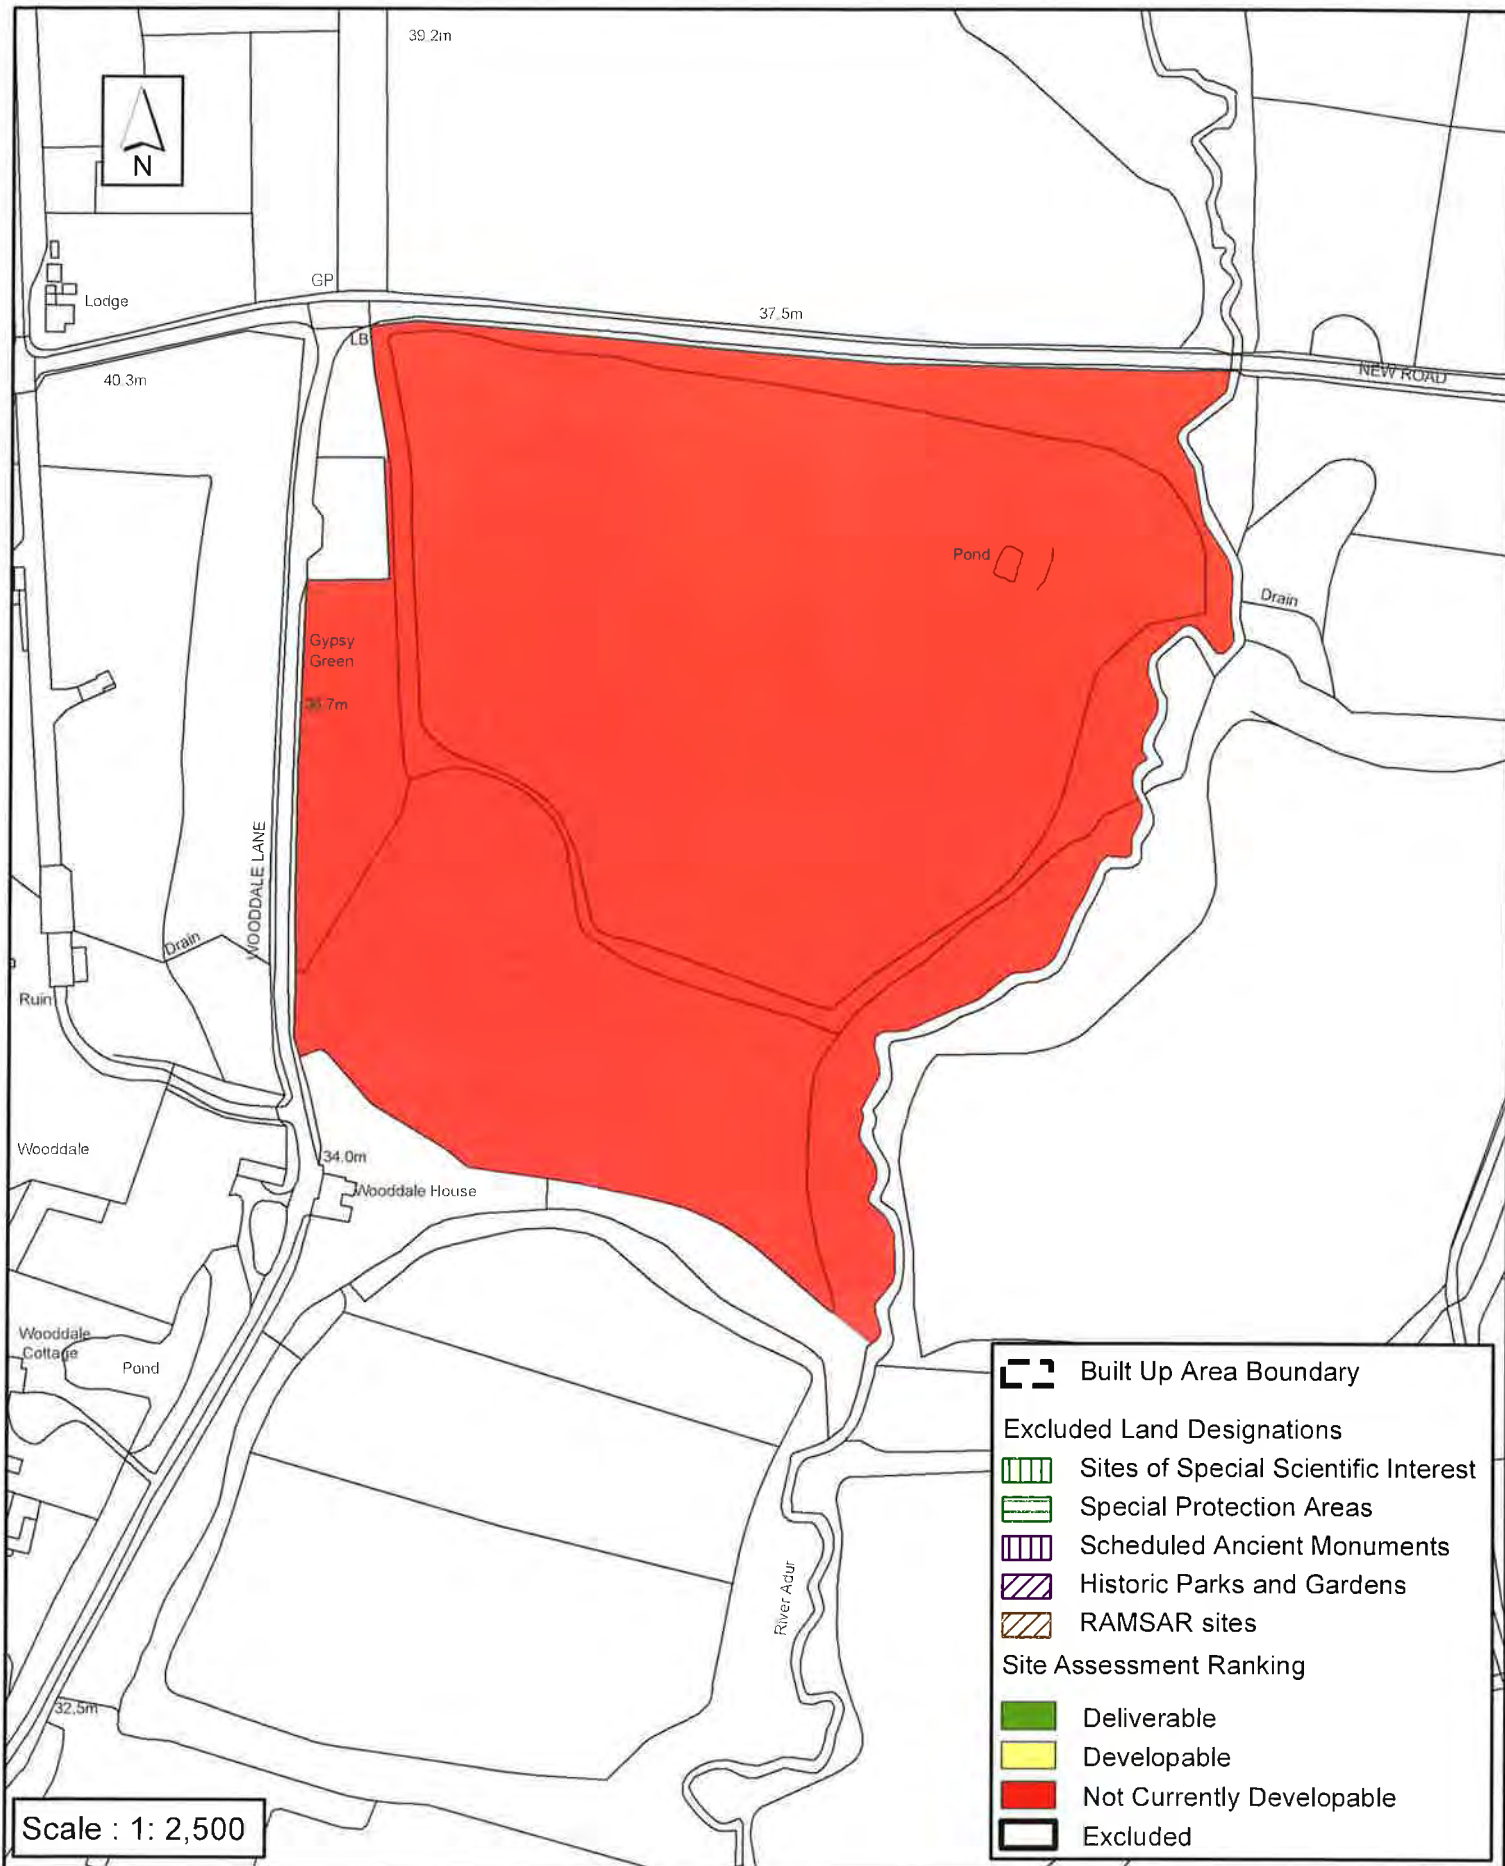 39.2m
N
GP
Lodge
37.5m
LB
NEW ROAD
40.3m
Pond
Drain
Gypsy
Green
7m
WOODDALE LANE
Drain
Ruin
Wooddale
34.0m
Wooddale House
Wooddale
Cottage
Pond
River Adur
32.5m
Scale : 1: 2,500
Built Up Area Boundary
Excluded Land Designations
Sites of Special Scientific Interest
Special Protection Areas
Scheduled Ancient Monuments
Historic Parks and Gardens
RAMSAR sites
Site Assessment Ranking
Deliverable
Developable
Not Currently Developable
Excluded